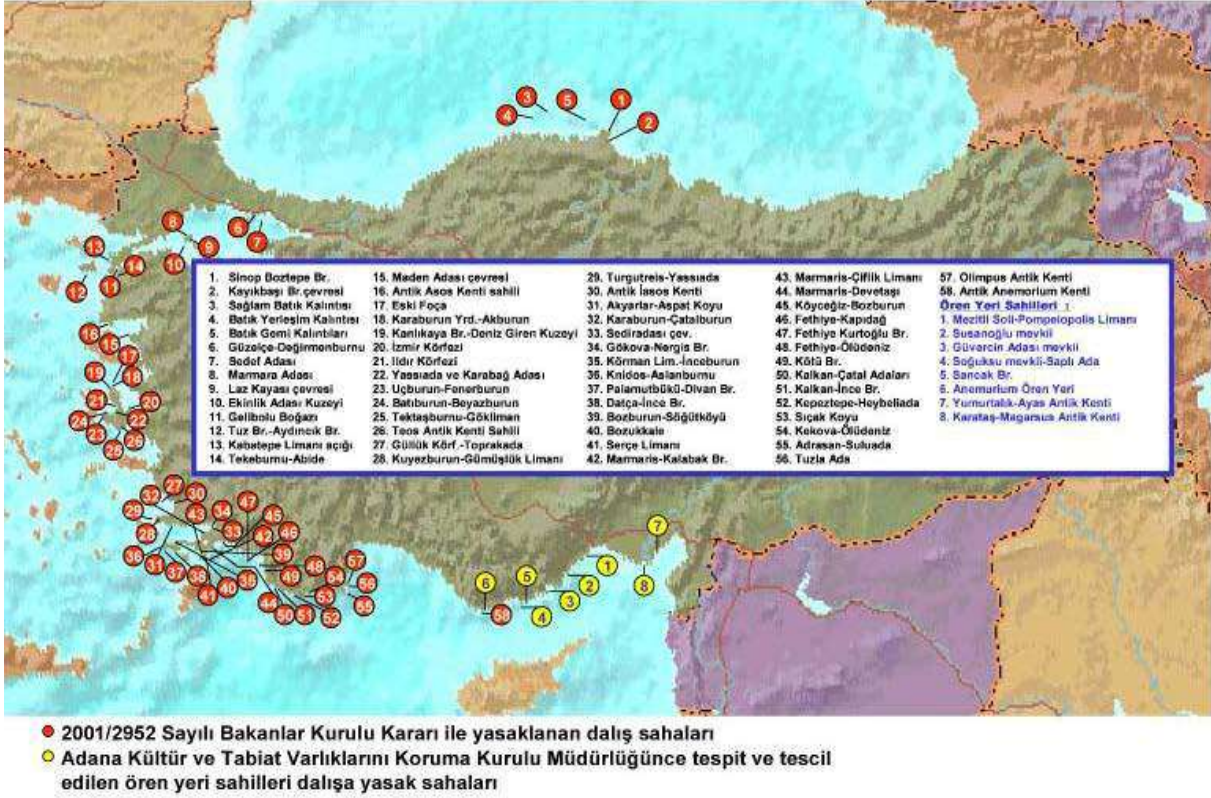 1. Sinop Boztepe Br.
2. Kayıkbaşı Br.çevresi
3. Sağlam Batık Kalıntısı
4. Batık Yerleşim Kalıntısı
5. Batık Gemi Kalıntıları
6. Güzelçe-Değirmenburnu
7. Sedef Adası
8. Marmara Adası
9. Laz Kayası çevresi
10. Ekinlik Adası Kuzeyi
11. Gelibolu Boğazı
12. Tuz Br.-Aydıncık Br.
13. Kabatepe Limanı açığı
14. Tekeburnu-Abide
15. Maden Adası çevresi
16. Antik Asos Kenti sahili
17. Eski Foça
18. Karaburun Yrd.-Akburun
19. Kanlıkaya Br.-Deniz Giren Kuzeyi
20. İzmir Körfezi
21. Ildır Körfezi
22. Yassıada ve Karabağ Adası
23. Uçburun-Fenerburun
24. Batıburun-Beyazburun
25. Tektaşburnu-Gökliman
26. Teos Antik Kenti Sahili
27. Güllük Körf.-Toprakada
28. Kuyezburun-Gümüşlük Limanı
29. Turgutreis-Yassıada
30. Antik İasos Kenti
31. Akyarlar-Aspat Koyu
32. Karaburun-Çatalburun
33. Sediradası çev.
34. Gökova-Nergis Br.
35. Körman Lim.-İnceburun
36. Knidos-Aslanburnu
37. Palamutbükü-Divan Br.
38. Datça-İnce Br.
39. Bozburun-Söğütköyü
40. Bozukkale
41. Serçe Limanı
42. Marmaris-Kalabak Br.
43. Marmaris-Çiflik Limanı
44. Marmaris-Devetaşı
45. Köyceğiz-Bozburun
46. Fethiye-Kapıdağ
47. Fethiye Kurtoğlu Br.
48. Fethiye-Ölüdeniz
49. Kötü Br.
50. Kalkan-Çatal Adaları
51. Kalkan-İnce Br.
52. Kepeztepe-Heybeliada
53. Sıçak Koyu
54. Kekova-Ölüdeniz
55. Adrasan-Suluada
56. Tuzla Ada
57. Olimpus Antik Kenti
58. Antik Anemorium Kenti
Ören Yeri Sahilleri :
1. Mezitli Soli-Pompeiopolis Limanı
2. Susanoğlu mevkii
3. Güvercin Adası mevkii
4. Soğuksu mevkii-Saplı Ada
5. Sancak Br.
6. Anemurium Ören Yeri
7. Yumurtalık-Ayas Antik Kenti
8. Karataş-Magarsus Antik Kenti
2001/2952 Sayılı Bakanlar Kurulu Kararı ile yasaklanan dalış sahaları
Adana Kültür ve Tabiat Varlıklarını Koruma Kurulu Müdürlüğünce tespit ve tescil
edilen ören yeri sahilleri dalışa yasak sahaları